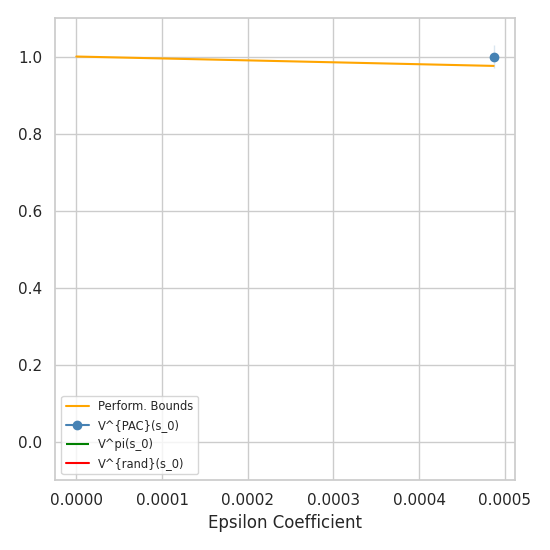 1.0
0.8
0.6
0.4
0.2
0.0
Perform. Bounds
V^{PAC}(s_0)
V^pi(s_0)
V^{rand}(s_0)
0.0000 0.0001 0.0002 0.0003 0.0004 0.0005
Epsilon Coefficient